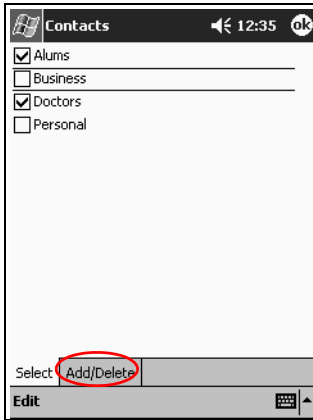 Contacts 12:35 ok
Alums
Business
Doctors
Personal
Select Add/Delete
Edit